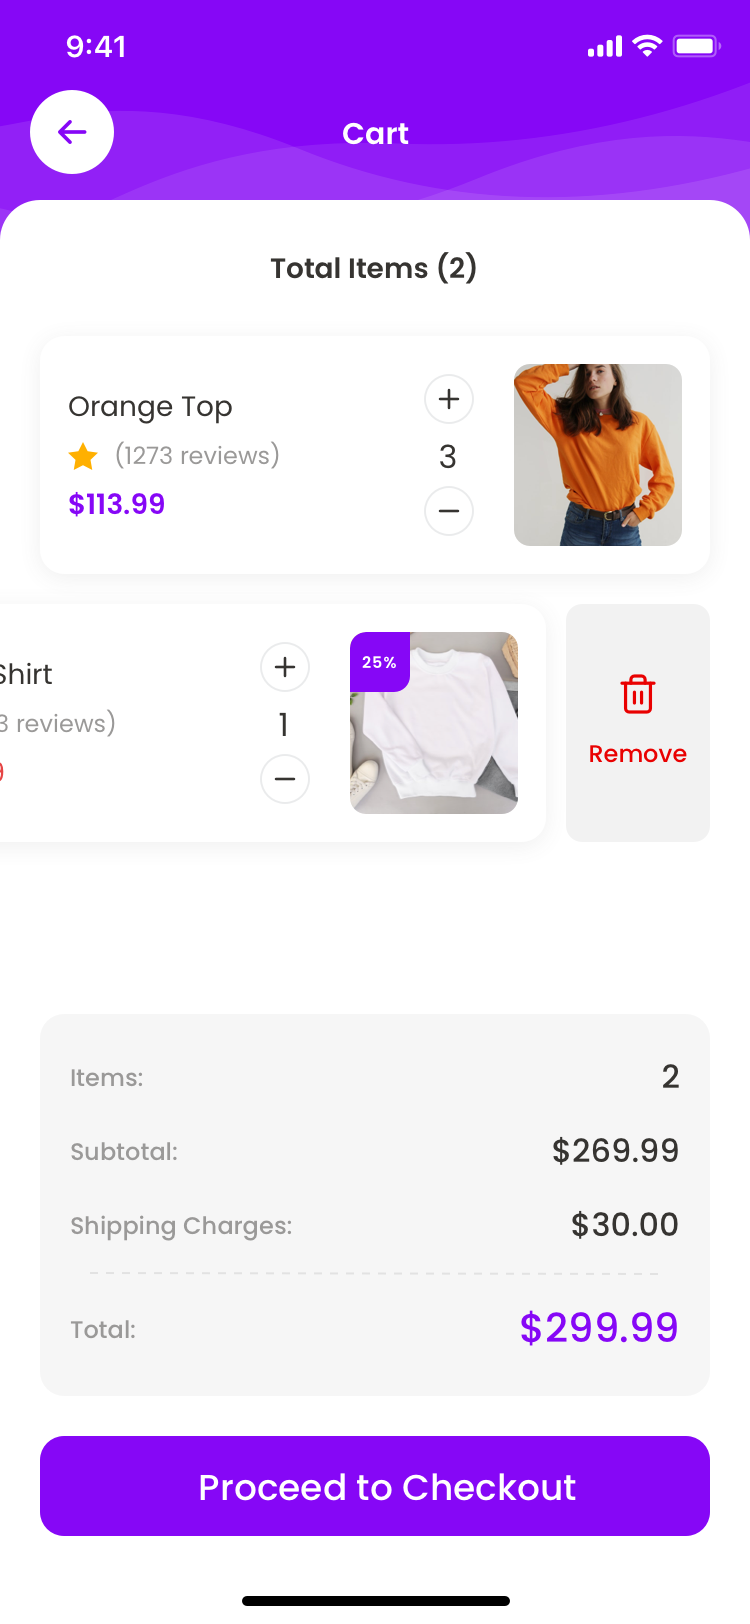 9:41
Cart
Total Items (2)
Orange Top
(1273 reviews)
$113.99
3
Shirt
3 reviews)
9
1
25%
Remove
Items:
2
Subtotal:
$269.99
Shipping Charges:
$30.00
Total:
$299.99
Proceed to Checkout